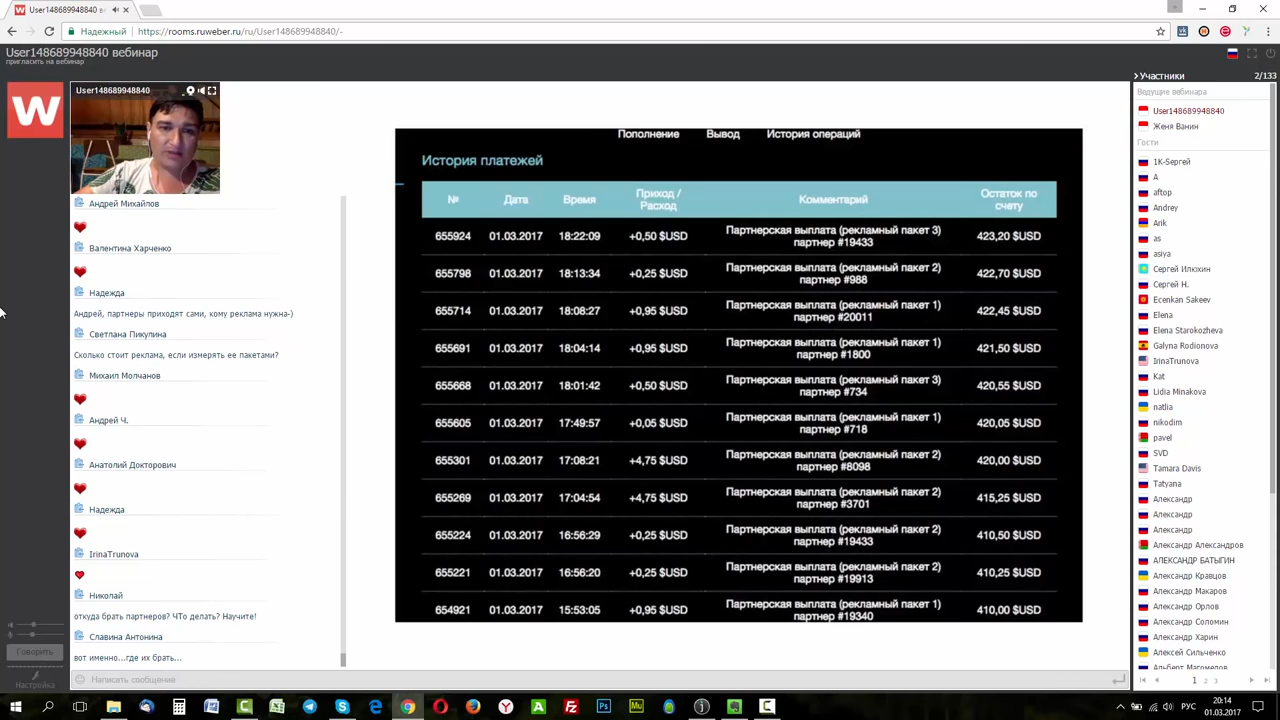 User148689948840 ве
Надежный
https://rooms.ruweber.ru/ru/User148689948840/-
User148689948840 вебинар
пригласить на вебинар
W
User148689948840
Андрей Михайлов
Валентина Харченко
Надежда
Андрей, партнеры приходят сами, кому реклама нужна-)
Светлана Пикулина
Сколько стоит реклама, если измерять ее пакетами?
Михаил Молчанов
Андрей Ч.
Анатолий Докторович
Надежда
IrinaTrunova
Николай
откуда брать партнеров? ЧТо делать? Научите!
Славина Антонина
вот именно...где их брать...
Написать сообщение
Говорить
Настройка
Пополнение Вывод История операций
История платежей
№ Дата Время Приход / Расход Комментарий Остаток по счету
655924 01.03.2017 18:22:09 +0,50 $USD Партнерская выплата (рекламный пакет 3) партнер #19433 423,20 $USD
655798 01.03.2017 18:13:34 +0,25 $USD Партнерская выплата (рекламный пакет 2) партнер #988 422,70 $USD
655714 01.03.2017 18:08:27 +0,95 $USD Партнерская выплата (рекламный пакет 1) партнер #20011 422,45 $USD
655691 01.03.2017 18:04:14 +0,95 $USD Партнерская выплата (рекламный пакет 1) партнер #1800 421,50 $USD
655668 01.03.2017 18:01:42 +0,50 $USD Партнерская выплата (рекламный пакет 3) партнер #734 420,55 $USD
655605 01.03.2017 17:49:57 +0,05 $USD Партнерская выплата (рекламный пакет 1) партнер #718 420,05 $USD
655301 01.03.2017 17:08:21 +4,75 $USD Партнерская выплата (рекламный пакет 2) партнер #8098 420,00 $USD
655269 01.03.2017 17:04:54 +4,75 $USD Партнерская выплата (рекламный пакет 2) партнер #3701 415,25 $USD
655224 01.03.2017 16:56:29 +0,25 $USD Партнерская выплата (рекламный пакет 2) партнер #19433 410,50 $USD
655221 01.03.2017 16:56:20 +0,25 $USD Партнерская выплата (рекламный пакет 2) партнер #19913 410,25 $USD
654921 01.03.2017 15:53:05 +0,95 $USD Партнерская выплата (рекламный пакет 1) партнер #19340 410,00 $USD
Участники 2/133
Ведущие вебинара
User148689948840
Женя Ванин
Гости
1К-Sергей
A
aftop
Andrey
Arik
as
asiya
Cергей Илюхин
Cергей Н.
Ecenkan Sakeev
Elena
Elena Starokozheva
Galyna Rodionova
IrinaTrunova
Kat
Lidia Minakova
natlia
nikodim
pavel
SVD
Tamara Davis
Tatyana
Александр
Александр
Александр
Александр Александров
АЛЕКСАНДР БАТЫГИН
Александр Кравцов
Александр Макаров
Александр Орлов
Александр Соломин
Александр Харин
Алексей Сильченко
Альберт Магомедов
1 2 3
РУС
20:14
01.03.2017